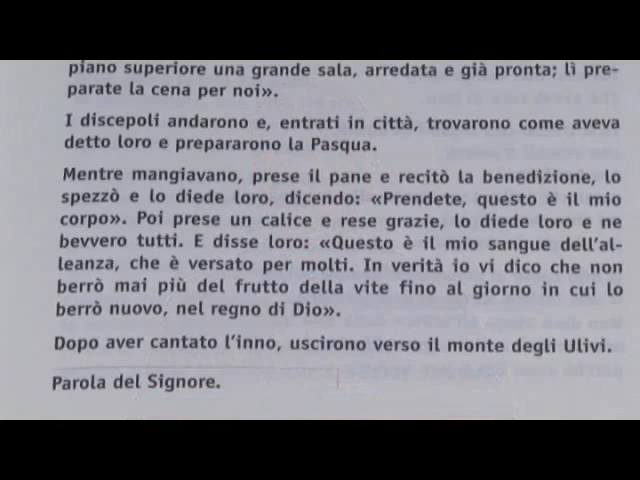 piano superiore una grande sala, arredata e già pronta; lì pre-
parate la cena per noi».
I discepoli andarono e, entrati in città, trovarono come aveva
detto loro e prepararono la Pasqua.
Mentre mangiavano, prese il pane e recitò la benedizione, lo
spezzò e lo diede loro, dicendo: «Prendete, questo è il mio
corpo». Poi prese un calice e rese grazie, lo diede loro e ne
bevvero tutti. E disse loro: «Questo è il mio sangue dell'al-
leanza, che è versato per molti. In verità io vi dico che non
berrò mai più del frutto della vite fino al giorno in cui lo
berrò nuovo, nel regno di Dio».
Dopo aver cantato l'inno, uscirono verso il monte degli Ulivi.
Parola del Signore.